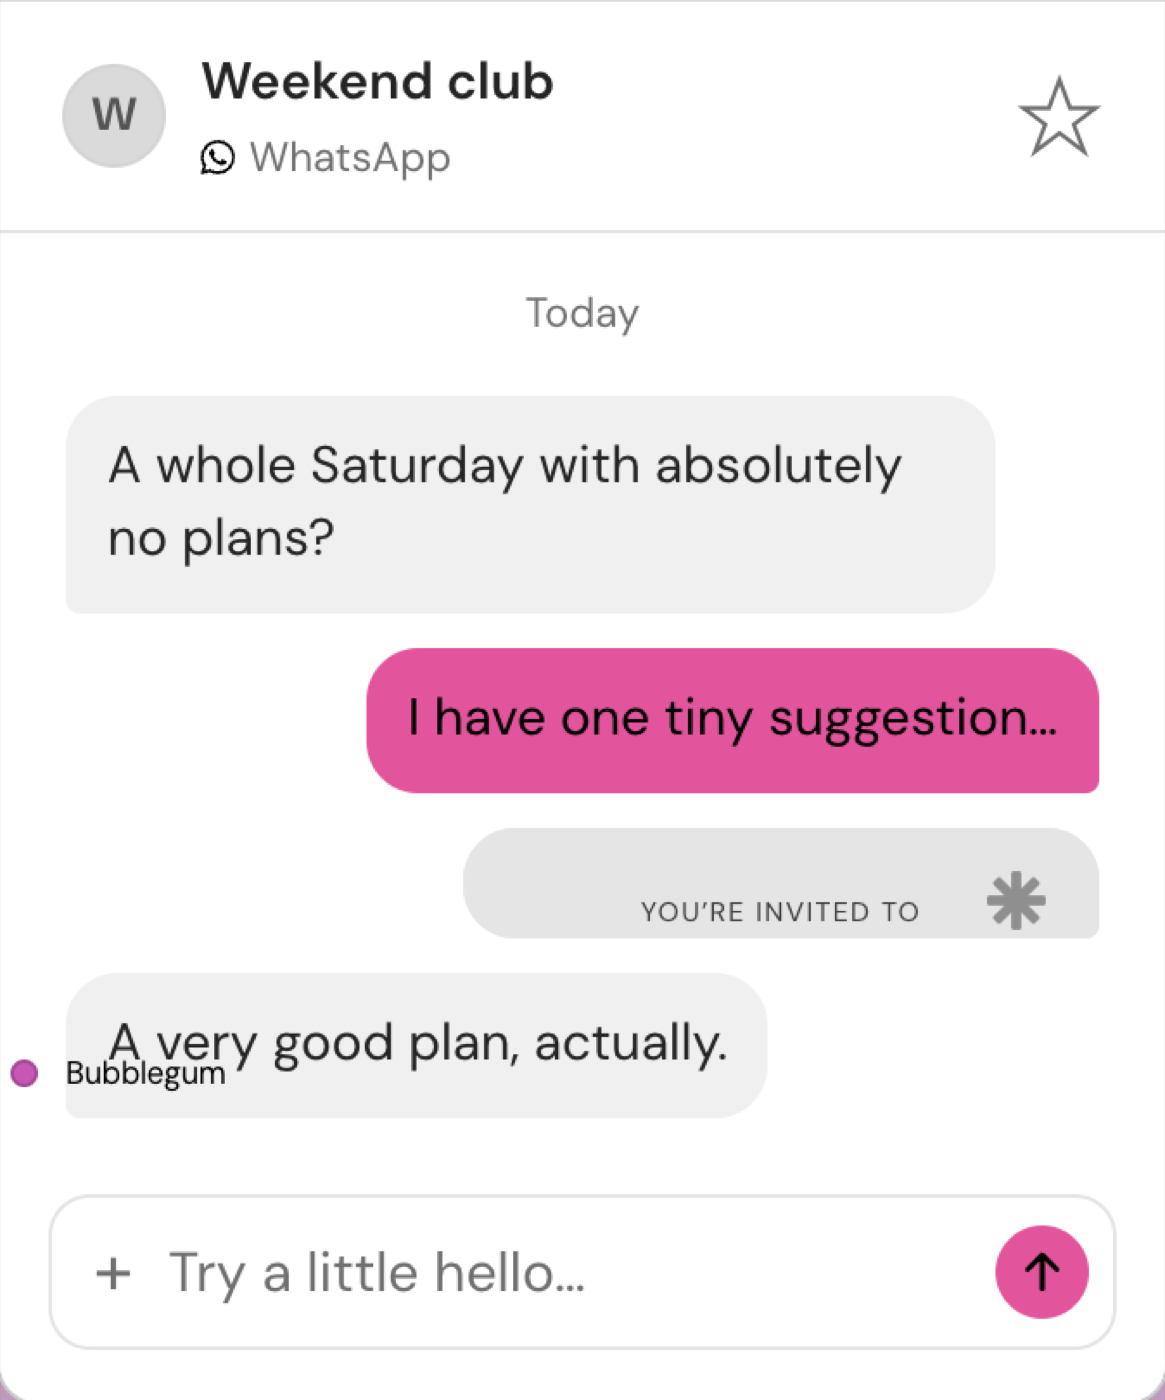 W
Weekend club
WhatsApp
Today
A whole Saturday with absolutely
no plans?
I have one tiny suggestion...
YOU’RE INVITED TO
A very good plan, actually.
Bubblegum
+ Try a little hello...